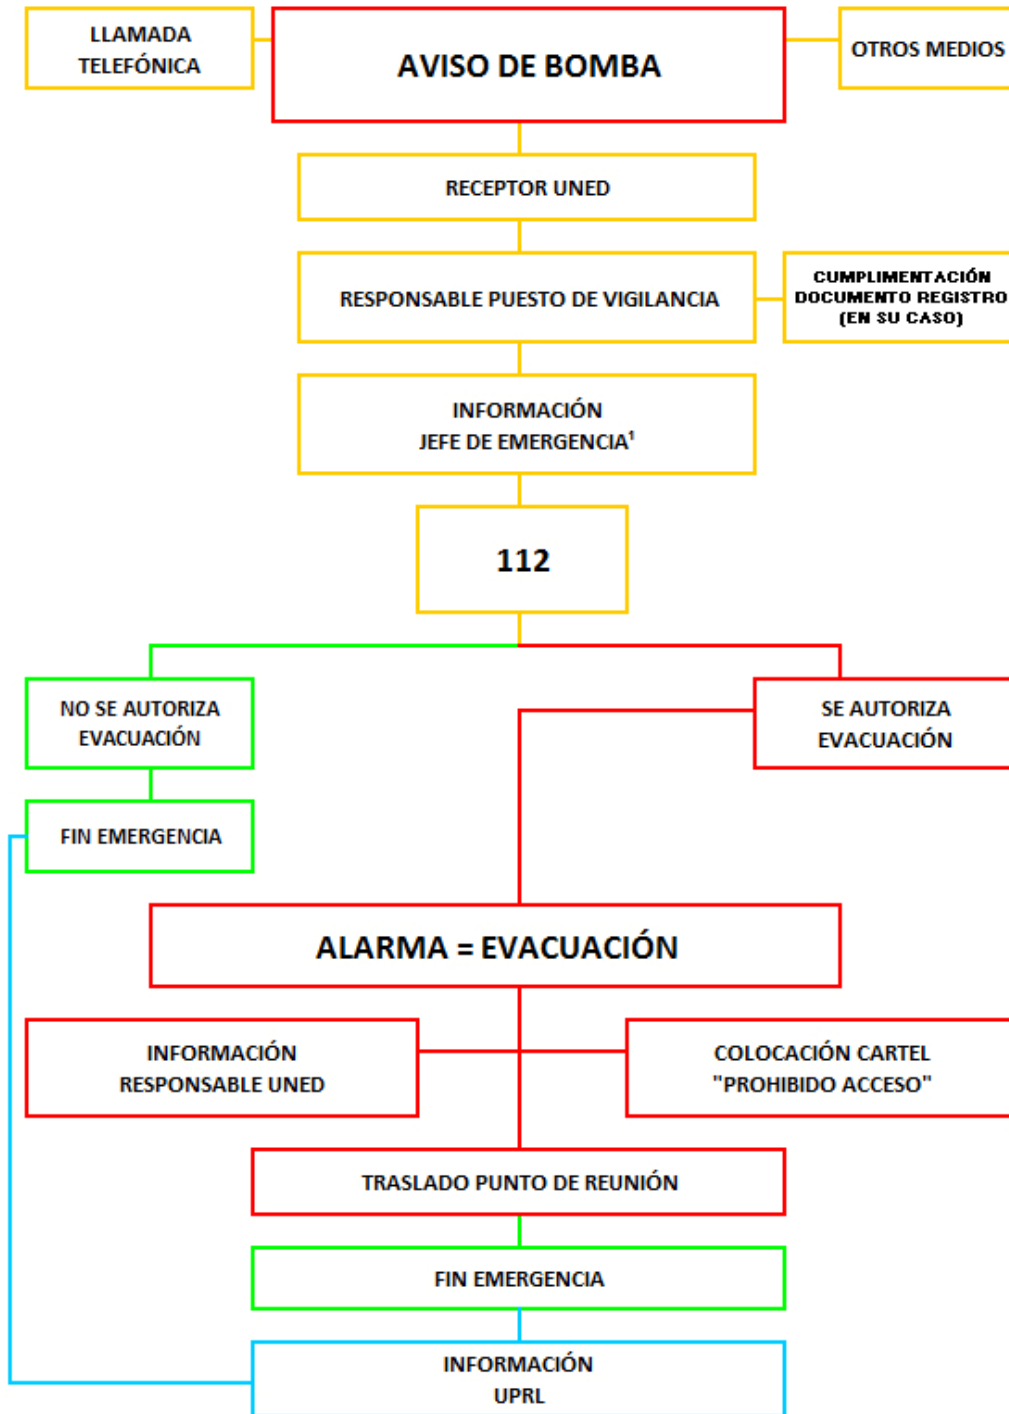 LLAMADA
TELEFÓNICA
AVISO DE BOMBA
OTROS MEDIOS
RECEPTOR UNED
RESPONSABLE PUESTO DE VIGILANCIA
CUMPLIMENTACIÓN
DOCUMENTO REGISTRO
(EN SU CASO)
INFORMACIÓN
JEFE DE EMERGENCIA¹
112
NO SE AUTORIZA
EVACUACIÓN
SE AUTORIZA
EVACUACIÓN
FIN EMERGENCIA
ALARMA = EVACUACIÓN
INFORMACIÓN
RESPONSABLE UNED
COLOCACIÓN CARTEL
"PROHIBIDO ACCESO"
TRASLADO PUNTO DE REUNIÓN
FIN EMERGENCIA
INFORMACIÓN
UPRL